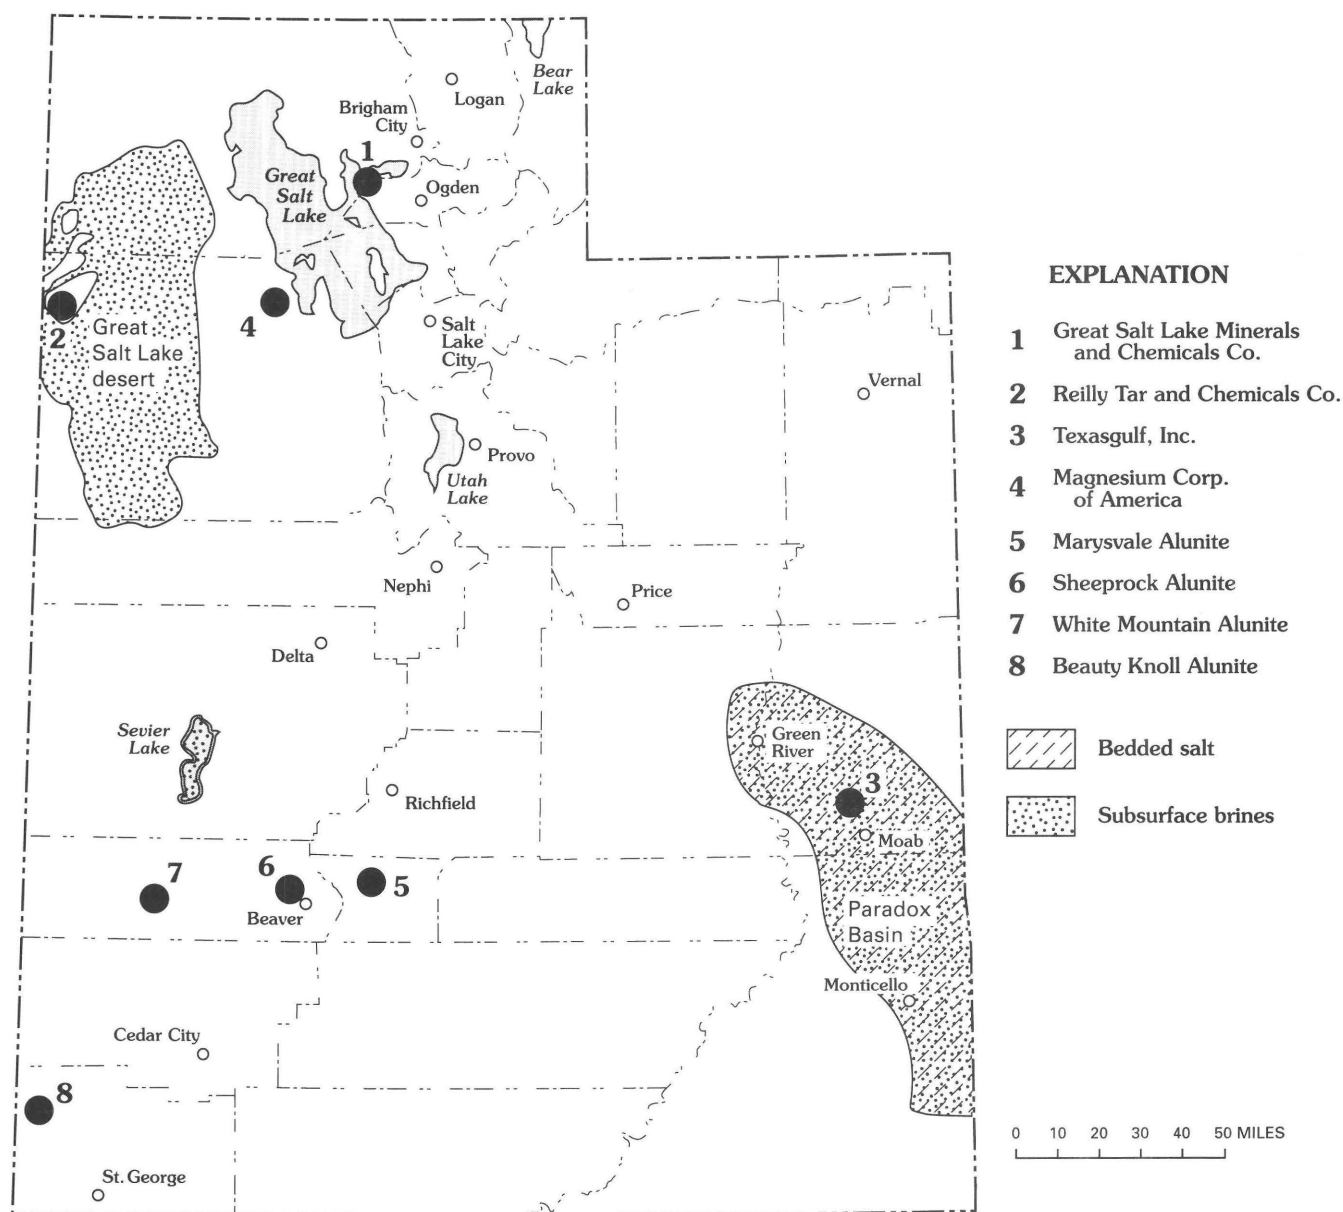 Bear
Lake
Logan
Brigham
City
1
Great
Salt
Lake
Ogden
2
Great
Salt Lake
desert
4
Salt
Lake
City
Vernal
Provo
Utah
Lake
Nephi
Price
Delta
Sevier
Lake
Green
River
Richfield
3
Moab
7
6
5
Beaver
Paradox
Basin
Monticello
Cedar City
8
St. George
EXPLANATION
1 Great Salt Lake Minerals
and Chemicals Co.
2 Reilly Tar and Chemicals Co.
3 Texasgulf, Inc.
4 Magnesium Corp.
of America
5 Marysvale Alunite
6 Sheeprock Alunite
7 White Mountain Alunite
8 Beauty Knoll Alunite
Bedded salt
Subsurface brines
0 10 20 30 40 50 MILES